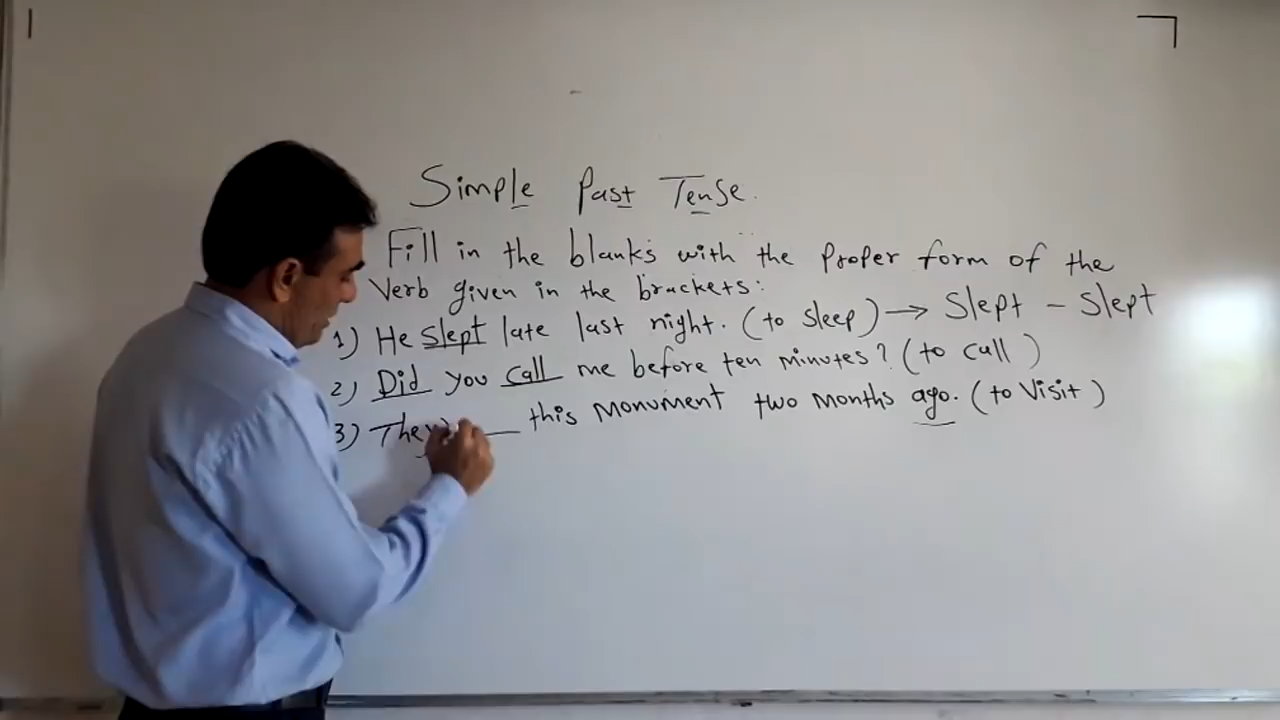 Simple Past Tense.
Fill in the blanks with the proper form of the
Verb given in the brackets:
1) He slept late last night. (to sleep) → Slept - Slept
2) Did you call me before ten minutes? (to call)
3) They __ this Monument two months ago. (to Visit)